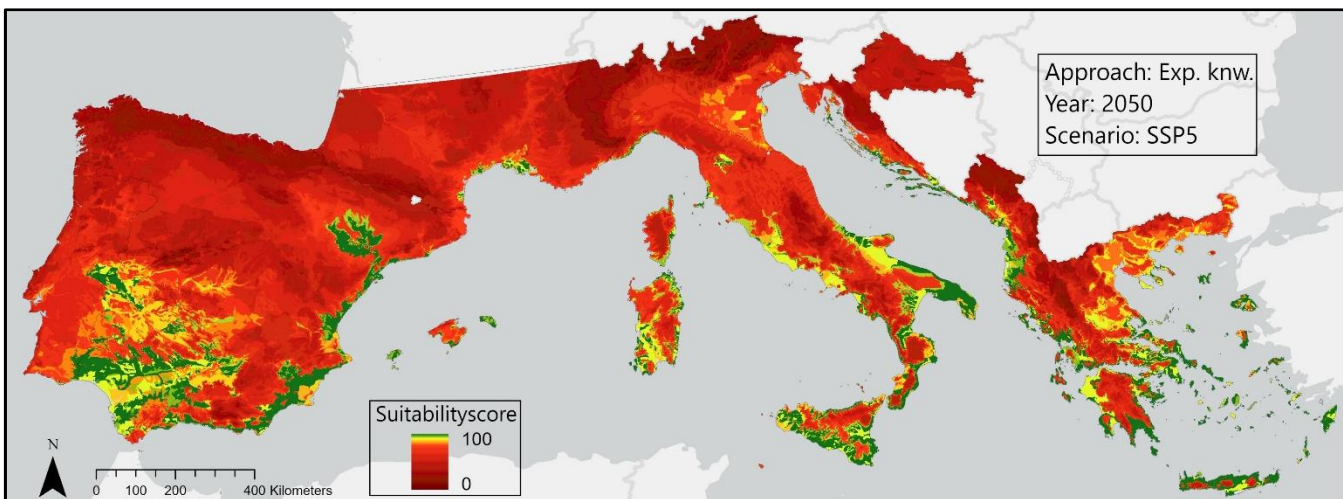 Approach: Exp. knw.
Year: 2050
Scenario: SSP5
Suitabilityscore
100
0
N
0 100 200 400 Kilometers